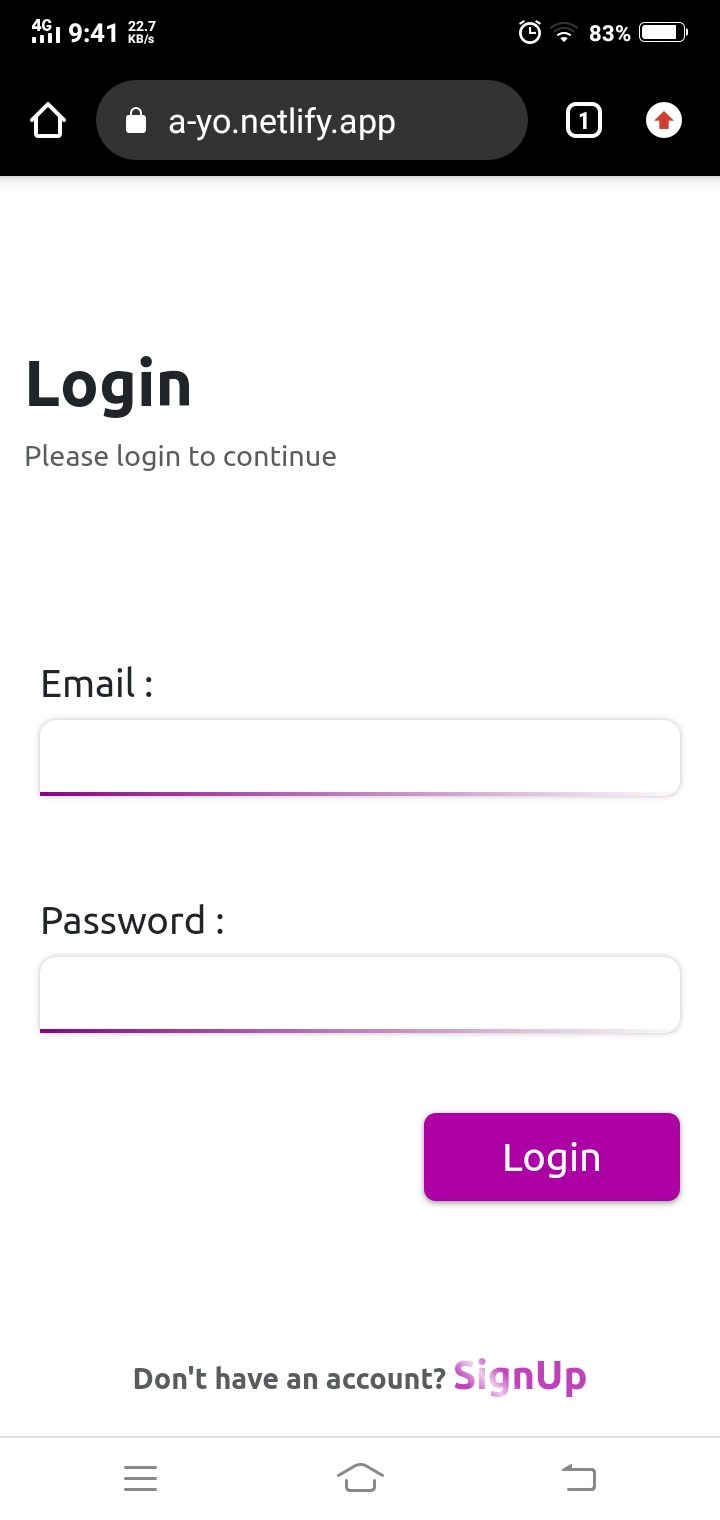 4G 9:41 22.7 KB/s 83%
a-yo.netlify.app 1
Login
Please login to continue
Email :
Password :
Login
Don't have an account? SignUp